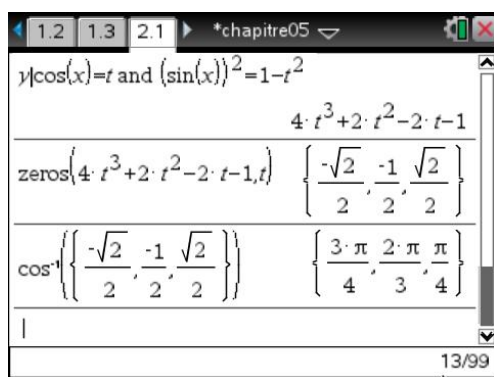 1.2 1.3 2.1 *chapitre05
y|cos(x)=t and (sin(x))^2=1-t^2
4·t^3+2·t^2-2·t-1
zeros(4·t^3+2·t^2-2·t-1,t) {-√2/2, -1/2, √2/2}
cos⁻¹({-√2/2, -1/2, √2/2}) {3·π/4, 2·π/3, π/4}
13/99